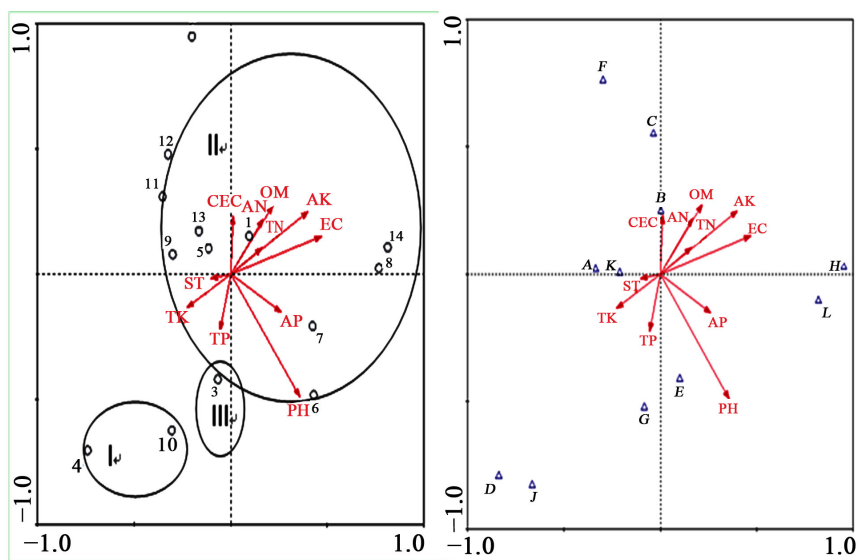 1.0
12
II
11
CEC
AN
OM
AK
13
1
TN
EC
9
5
14
8
ST
TK
TP
AP
7
3
III
PH
6
4
I
10
-1.0
-1.0
1.0
1.0
F
C
B
OM
AK
CEC
AN
TN
EC
A
K
H
ST
TK
TP
AP
L
E
G
PH
D
J
-1.0
-1.0
1.0